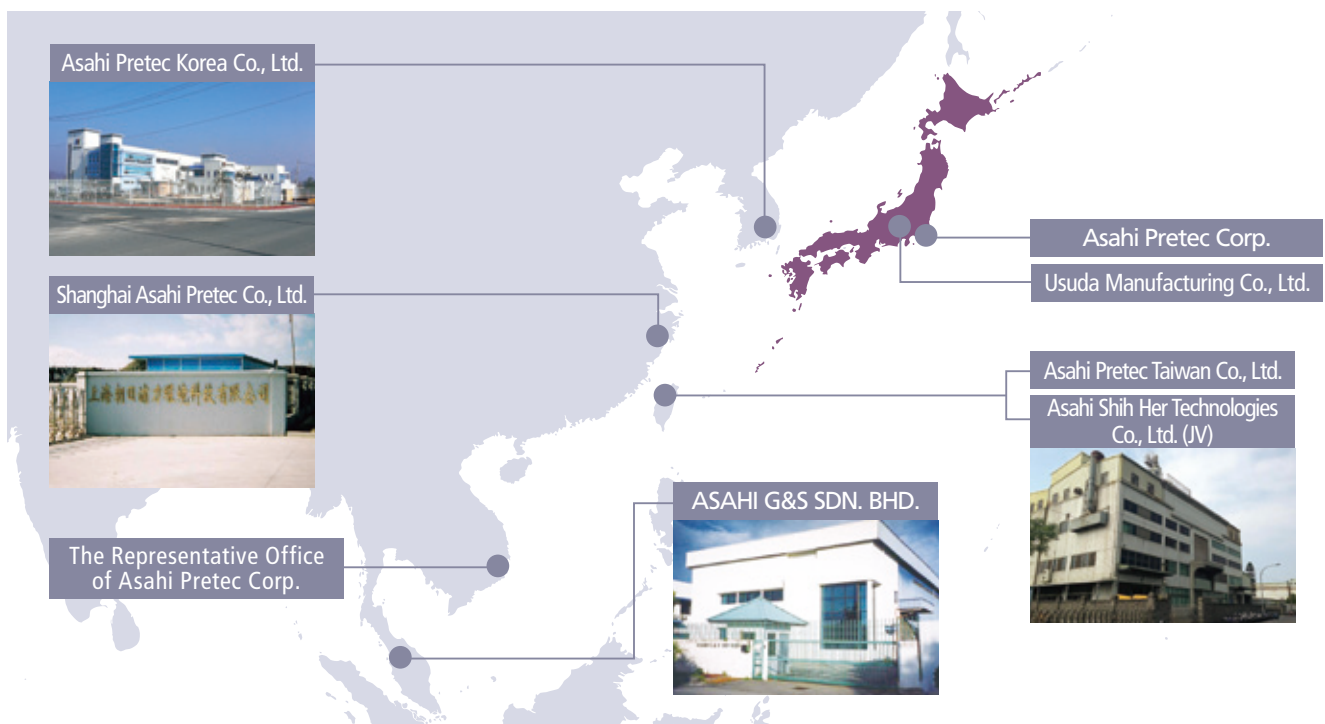 Asahi Pretec Korea Co., Ltd.
Shanghai Asahi Pretec Co., Ltd.
The Representative Office
of Asahi Pretec Corp.
ASAHI G&S SDN. BHD.
Asahi Pretec Corp.
Usuda Manufacturing Co., Ltd.
Asahi Pretec Taiwan Co., Ltd.
Asahi Shih Her Technologies
Co., Ltd. (JV)